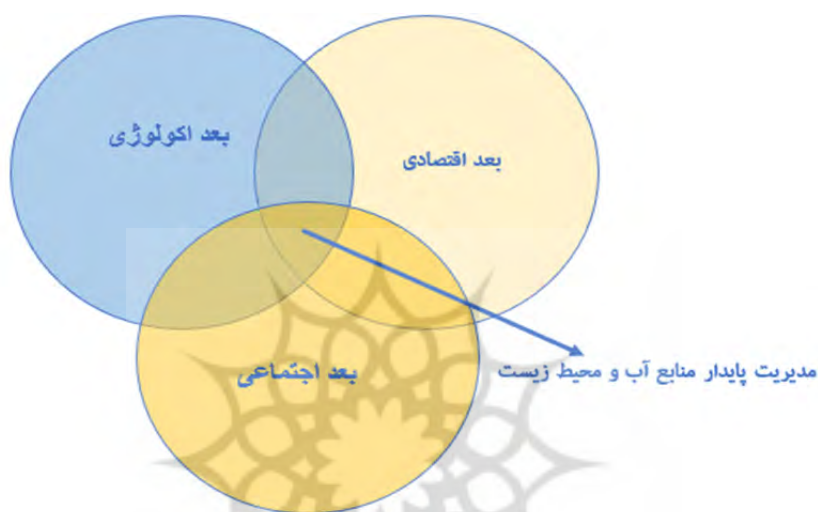 بعد اکولوژی
بعد اقتصادی
بعد اجتماعی
مدیریت پایدار منابع آب و محیط زیست